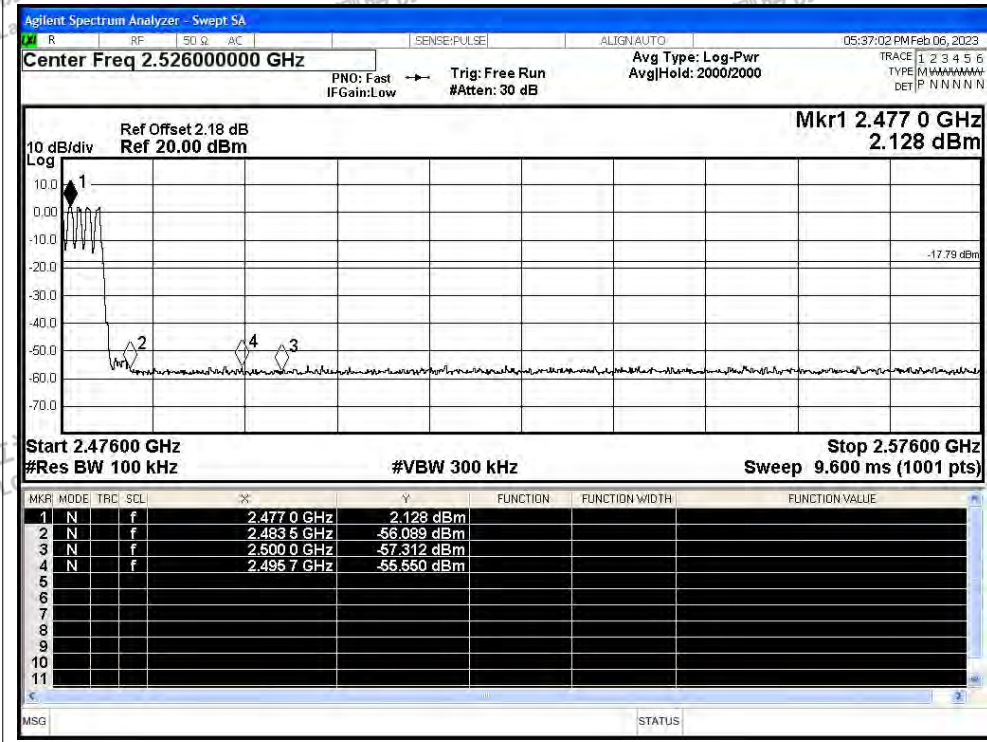 Agilent Spectrum Analyzer - Swept SA
R RF 50 Ω AC SENSE:PULSE ALIGN AUTO 05:37:02 PM Feb 06, 2023
Center Freq 2.526000000 GHz
PNO: Fast Trig: Free Run Avg Type: Log-Pwr TRACE 1 2 3 4 5 6
IFGain:Low #Atten: 30 dB Avg|Hold: 2000/2000 TYPE M
DET P N N N N N
Mkr1 2.477 0 GHz
2.128 dBm
Ref Offset 2.18 dB
10 dB/div Ref 20.00 dBm
Log
10.0
0.00
-10.0
-20.0
-30.0
-40.0
-50.0
-60.0
-70.0
1
2
4
3
-17.79 dBm
Start 2.47600 GHz Stop 2.57600 GHz
#Res BW 100 kHz #VBW 300 kHz Sweep 9.600 ms (1001 pts)
MKR MODE TRC SCL X Y FUNCTION FUNCTION WIDTH FUNCTION VALUE
1 N f 2.477 0 GHz 2.128 dBm
2 N f 2.483 5 GHz -56.089 dBm
3 N f 2.500 0 GHz -57.312 dBm
4 N f 2.495 7 GHz -55.550 dBm
5
6
7
8
9
10
11
MSG STATUS